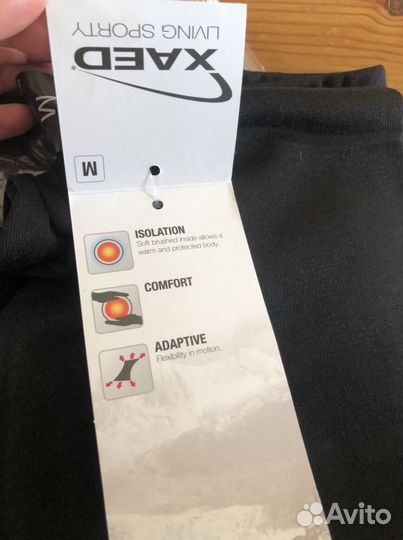 XAED
LIVING SPORTY
M
ISOLATION
Soft brushed inside allows a
warm and protected body.
COMFORT
ADAPTIVE
Flexibility in motion.
Avito